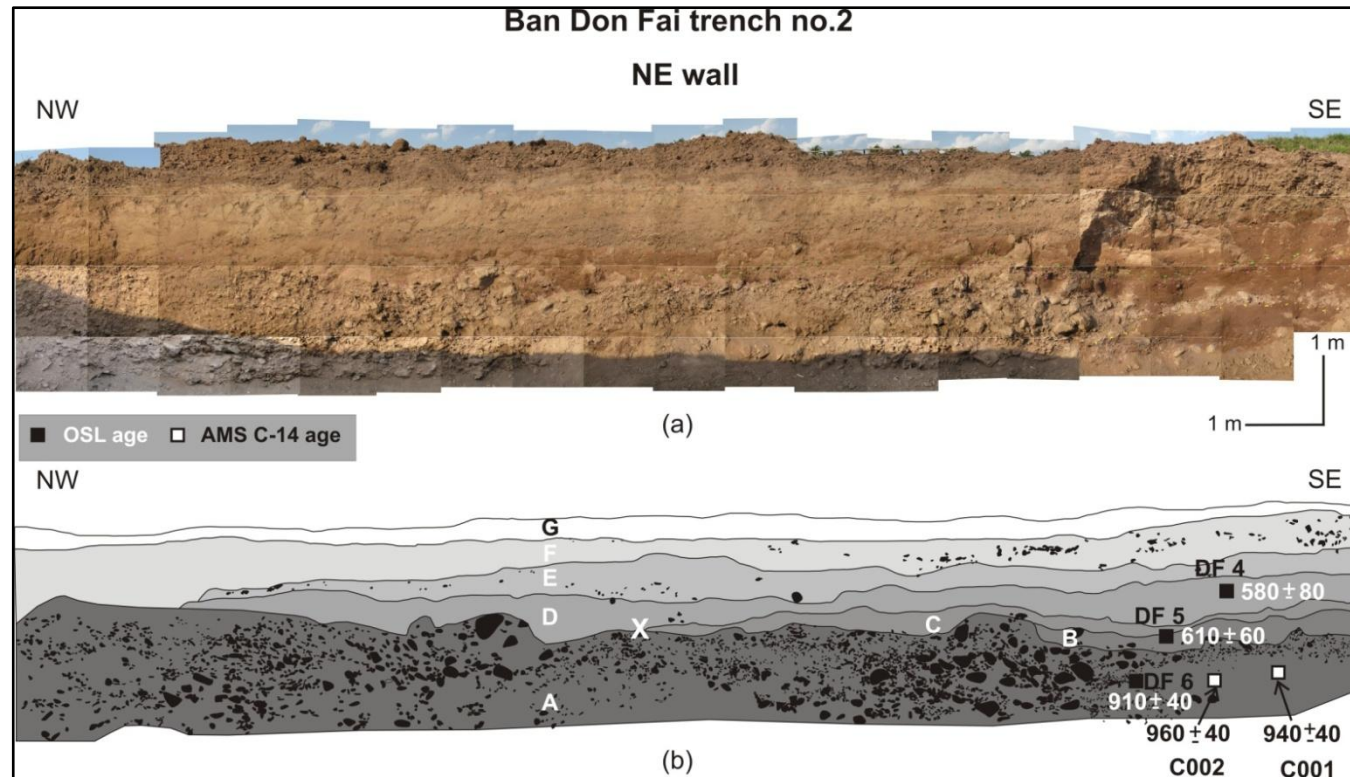 Ban Don Fai trench no.2
NE wall
NW SE
1 m
1 m
(a)
OSL age AMS C-14 age
NW SE
G
F
E
DF 4
580±80
D X C B DF 5
610±60
A DF 6
910±40
960±40 940±40
(b) C002 C001